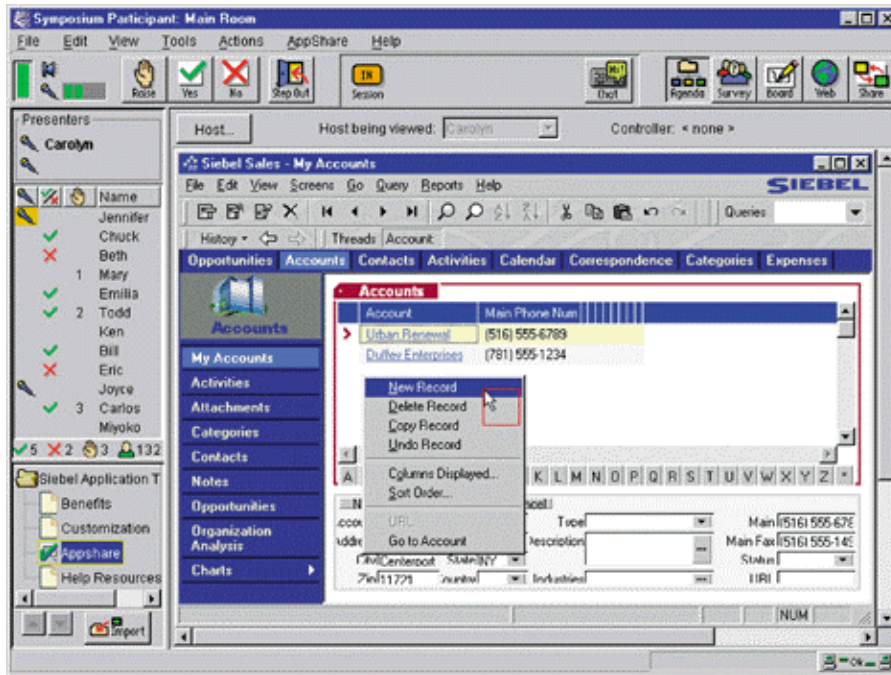 Symposium Participant: Main Room
File Edit View Tools Actions AppShare Help
Raise Yes No Step Out IN Session Chat Agenda Survey Board Web Share
Presenters
Carolyn
Host... Host being viewed: Carolyn Controller: < none >
Siebel Sales - My Accounts
File Edit View Screens Go Query Reports Help SIEBEL
Queries
History Threads Account:
Opportunities Accounts Contacts Activities Calendar Correspondence Categories Expenses
Name
Jennifer
Chuck
Beth
1 Mary
Emilia
2 Todd
Ken
Bill
Eric
Joyce
3 Carlos
Miyoko
5 2 3 132
Siebel Application T
Benefits
Customization
Appshare
Help Resources
Import
Accounts
My Accounts
Activities
Attachments
Categories
Contacts
Notes
Opportunities
Organization
Analysis
Charts
Accounts
Account Main Phone Num
Urban Renewal (516) 555-6789
Duffey Enterprises (781) 555-1234
New Record
Delete Record
Copy Record
Undo Record
Columns Displayed...
Sort Order...
URL
Go to Account
A K L M N O P Q R S T U V W X Y Z *
Type Main (516) 555-678
Description Main Fax (516) 555-145
City Centerport State NY Status
Zip 11721 Industries URL
NUM
Ok